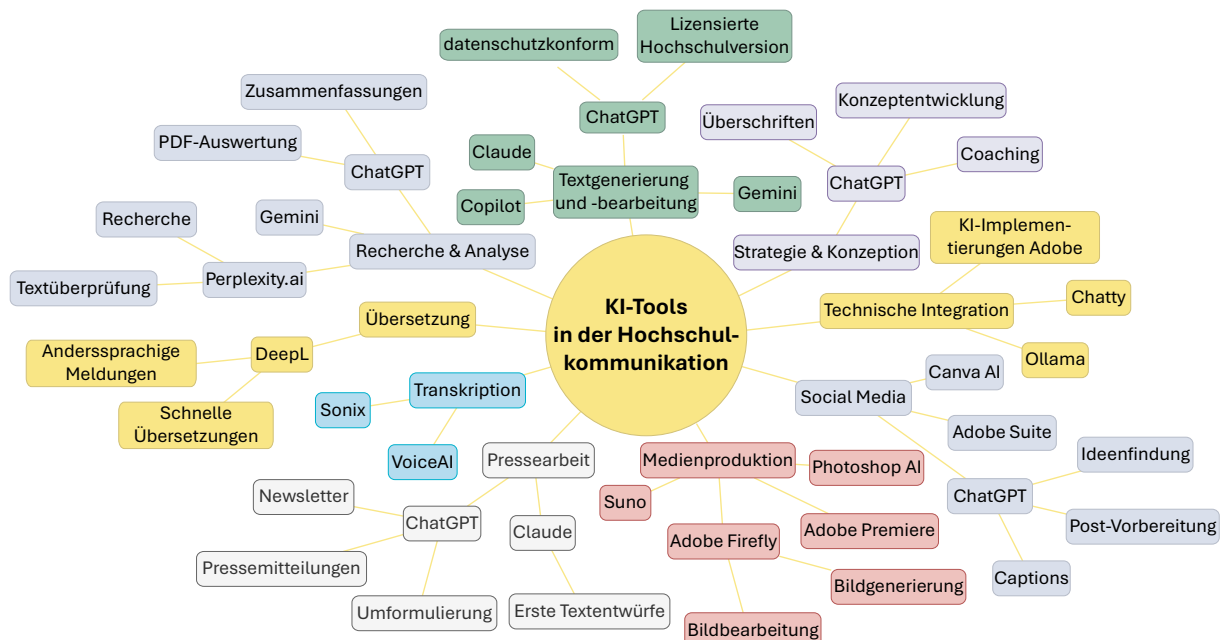 datenschutzkonform
Lizensierte
Hochschulversion
ChatGPT
Claude
Copilot
Textgenerierung
und -bearbeitung
Gemini
Zusammenfassungen
PDF-Auswertung
ChatGPT
Recherche
Gemini
Textüberprüfung
Perplexity.ai
Recherche & Analyse
Überschriften
Konzeptentwicklung
Coaching
ChatGPT
Strategie & Konzeption
KI-Implemen-
tierungen Adobe
Technische Integration
Chatty
Ollama
KI-Tools
in der Hochschul-
kommunikation
Übersetzung
DeepL
Anderssprachige
Meldungen
Schnelle
Übersetzungen
Transkription
Sonix
VoiceAI
Pressearbeit
Newsletter
ChatGPT
Pressemitteilungen
Umformulierung
Claude
Erste Textentwürfe
Medienproduktion
Photoshop AI
Suno
Adobe Premiere
Adobe Firefly
Bildgenerierung
Bildbearbeitung
Social Media
Canva AI
Adobe Suite
ChatGPT
Ideenfindung
Post-Vorbereitung
Captions